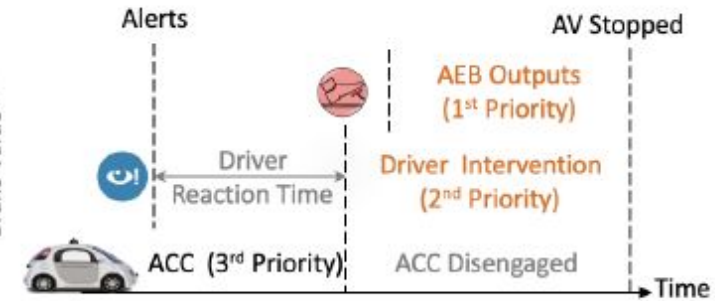 Alerts
AV Stopped
AEB Outputs
(1st Priority)
Driver
Reaction Time
Driver Intervention
(2nd Priority)
ACC (3rd Priority)
ACC Disengaged
Time